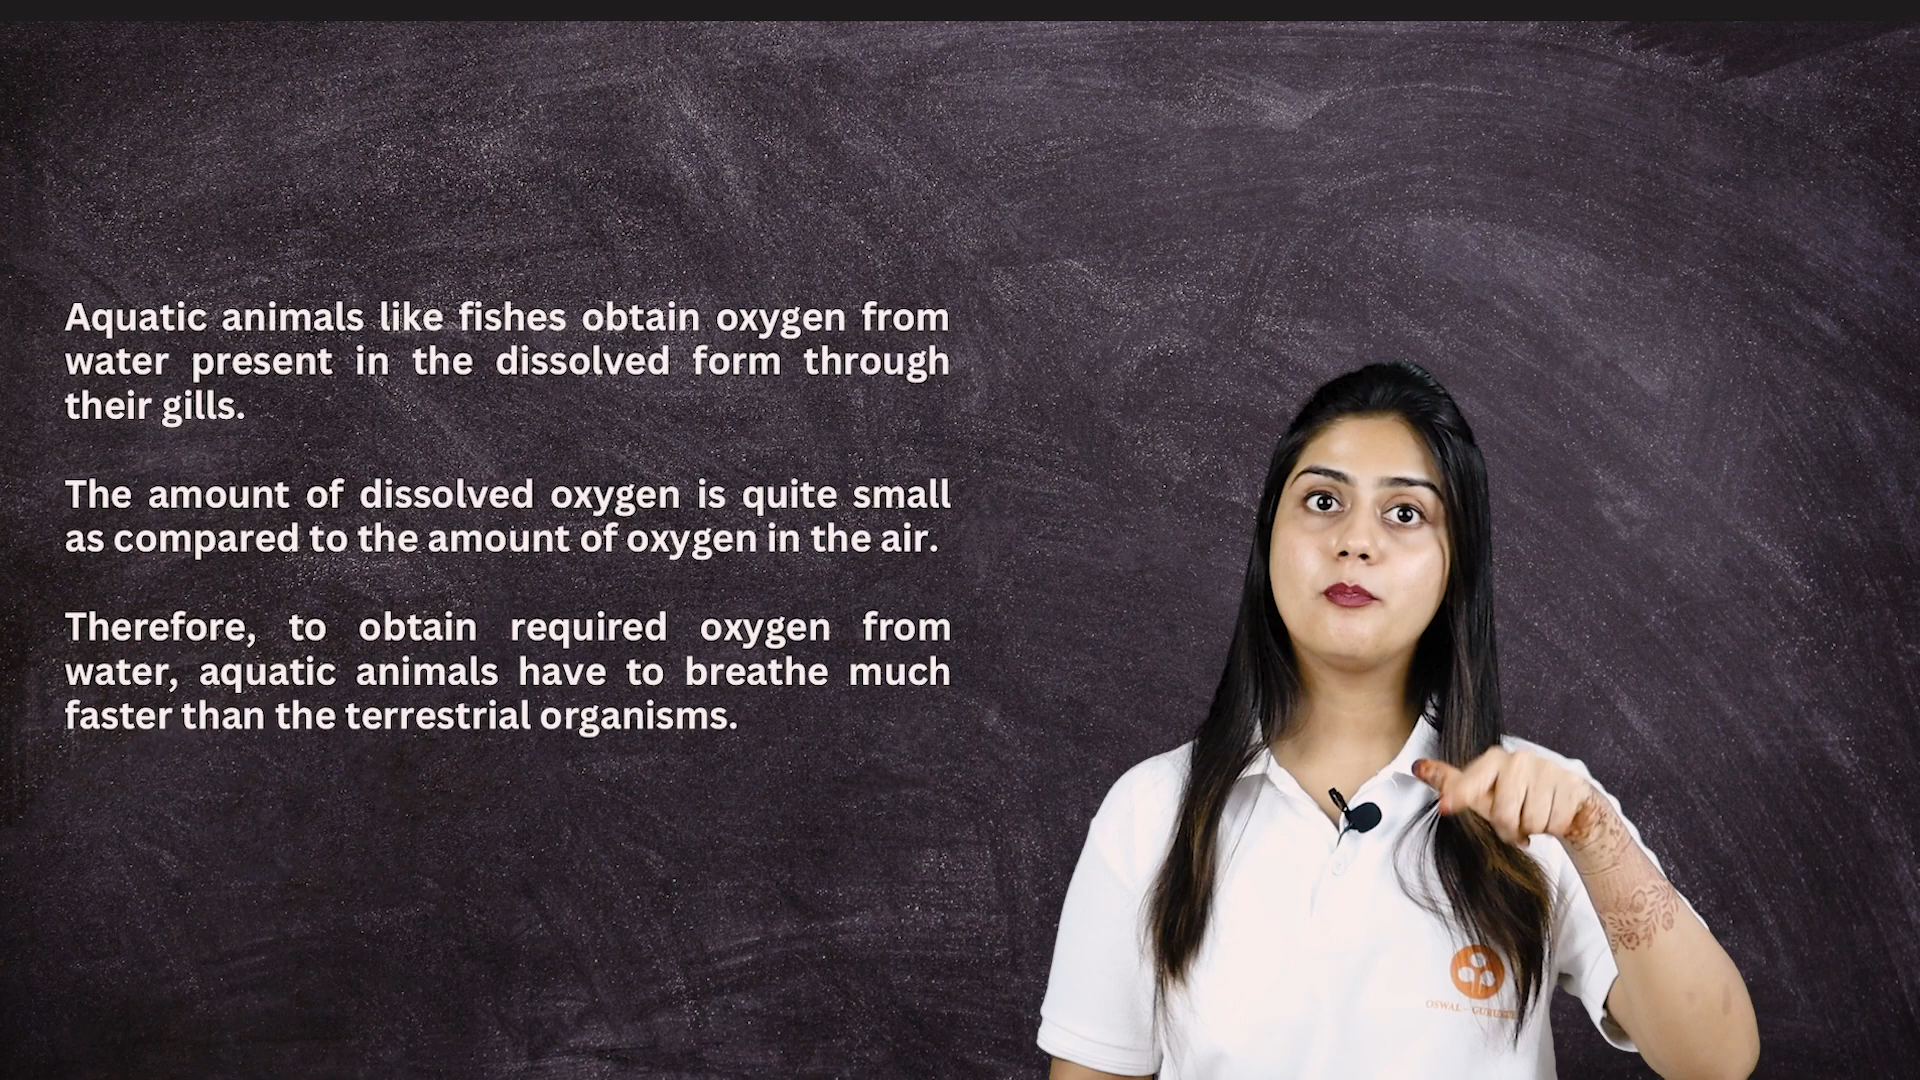 Aquatic animals like fishes obtain oxygen from
water present in the dissolved form through
their gills.
The amount of dissolved oxygen is quite small
as compared to the amount of oxygen in the air.
Therefore, to obtain required oxygen from
water, aquatic animals have to breathe much
faster than the terrestrial organisms.
OSWAL -